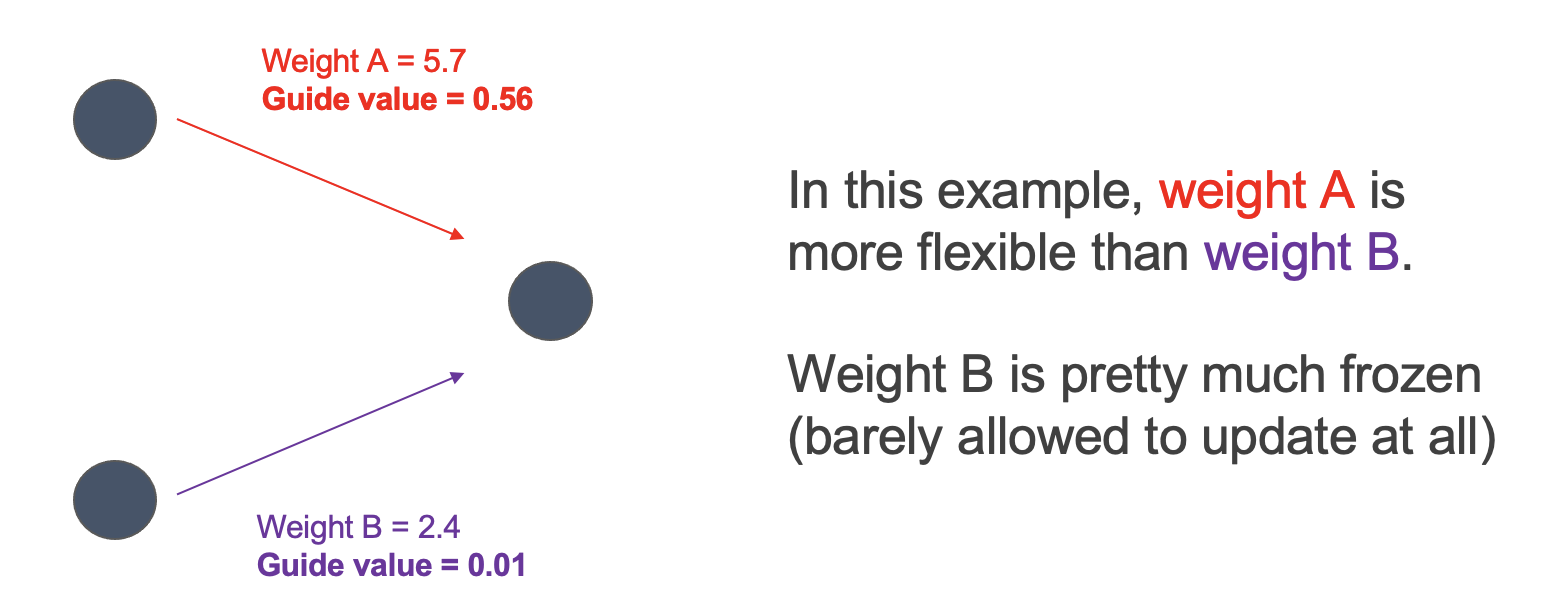 Weight A = 5.7
Guide value = 0.56
In this example, weight A is
more flexible than weight B.
Weight B is pretty much frozen
(barely allowed to update at all)
Weight B = 2.4
Guide value = 0.01